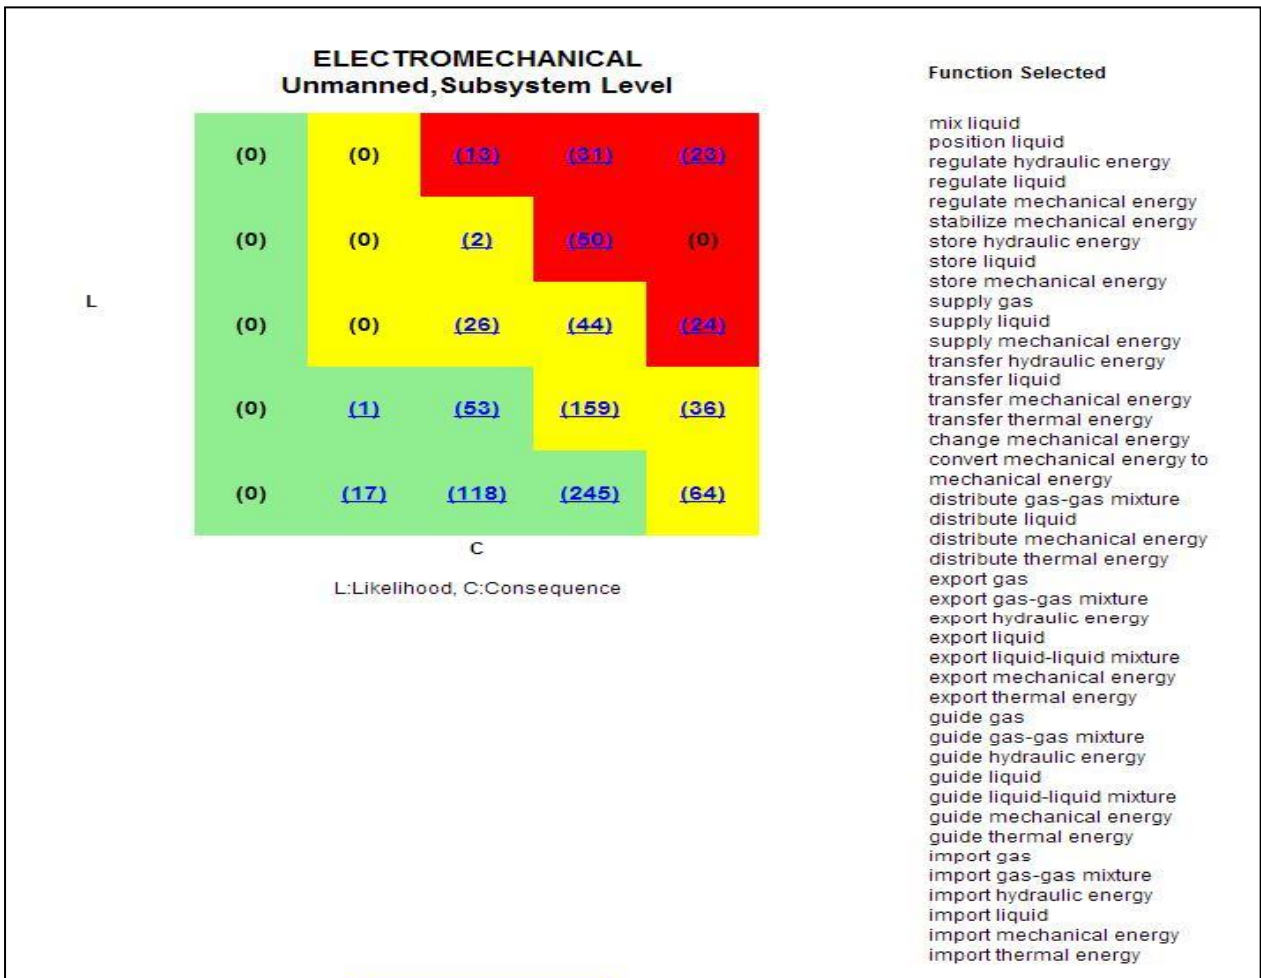 ELECTROMECHANICAL
Unmanned,Subsystem Level
(0) (0) (13) (31) (23)
(0) (0) (2) (50) (0)
L
(0) (0) (26) (44) (24)
(0) (1) (53) (159) (36)
(0) (17) (118) (245) (64)
C
L:Likelihood, C:Consequence
Function Selected
mix liquid
position liquid
regulate hydraulic energy
regulate liquid
regulate mechanical energy
stabilize mechanical energy
store hydraulic energy
store liquid
store mechanical energy
supply gas
supply liquid
supply mechanical energy
transfer hydraulic energy
transfer liquid
transfer mechanical energy
transfer thermal energy
change mechanical energy
convert mechanical energy to
mechanical energy
distribute gas-gas mixture
distribute liquid
distribute mechanical energy
distribute thermal energy
export gas
export gas-gas mixture
export hydraulic energy
export liquid
export liquid-liquid mixture
export mechanical energy
export thermal energy
guide gas
guide gas-gas mixture
guide hydraulic energy
guide liquid
guide liquid-liquid mixture
guide mechanical energy
guide thermal energy
import gas
import gas-gas mixture
import hydraulic energy
import liquid
import mechanical energy
import thermal energy